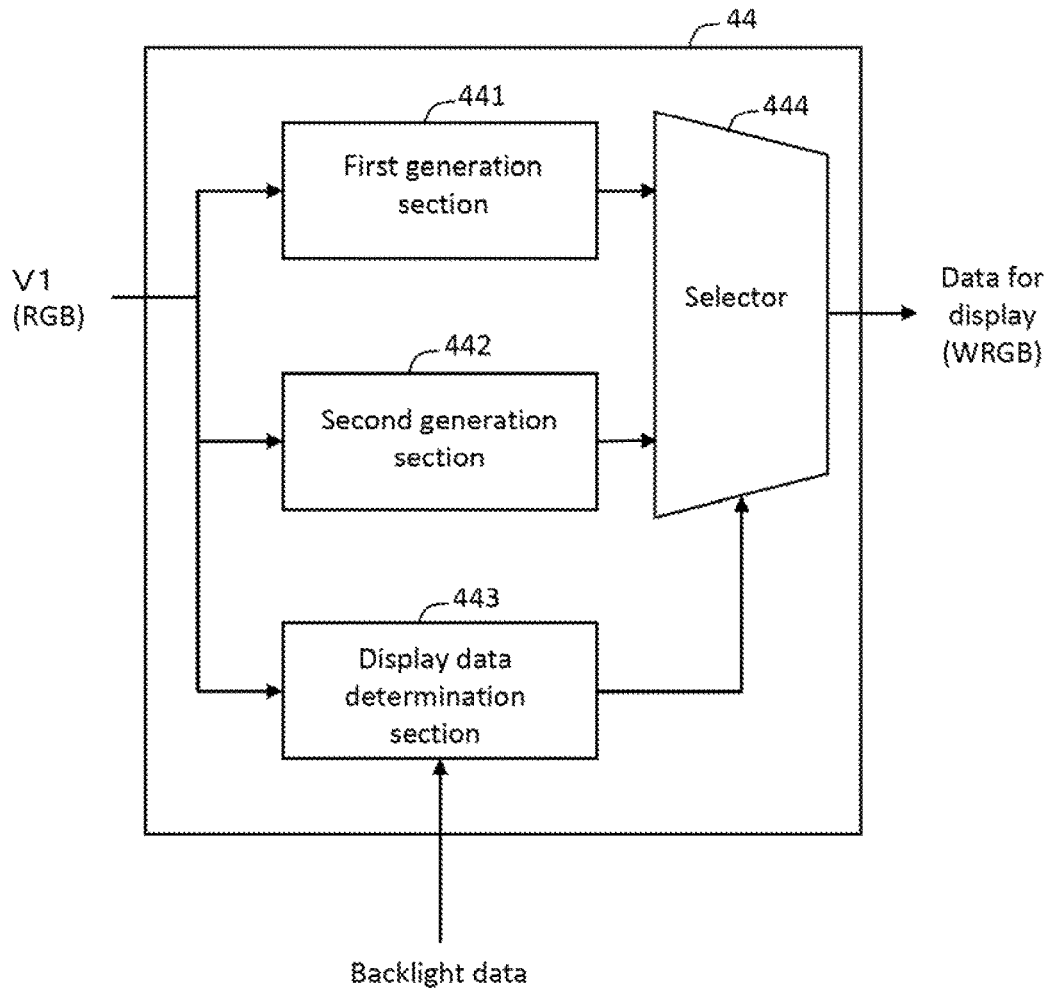 44
441
444
First generation
section
V1
(RGB)
Selector
Data for
display
(WRGB)
442
Second generation
section
443
Display data
determination
section
Backlight data